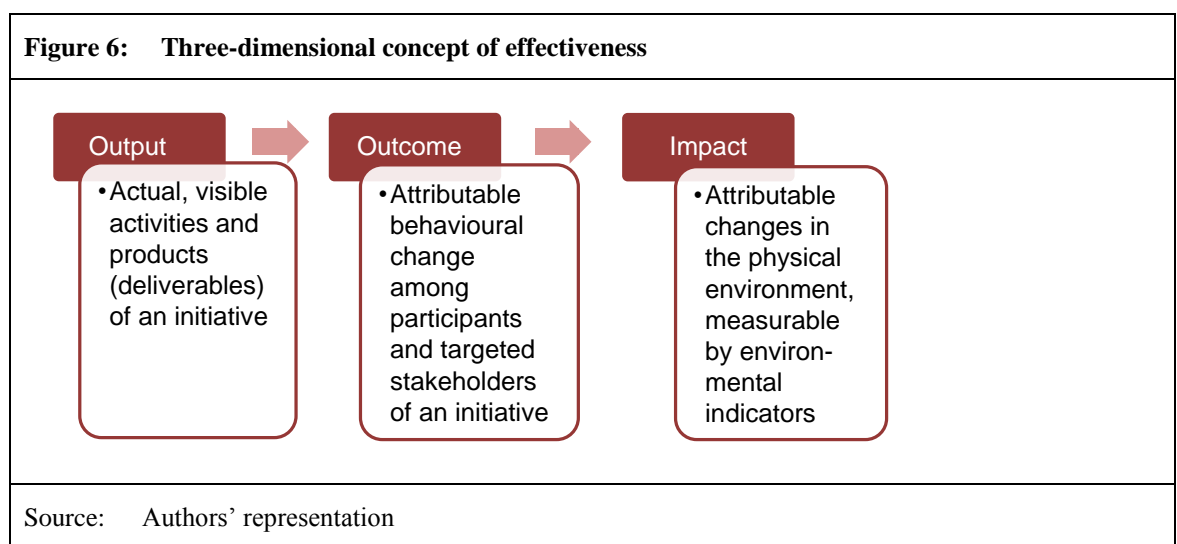 Figure 6: Three-dimensional concept of effectiveness
Output
•Actual, visible
activities and
products
(deliverables)
of an initiative
Outcome
•Attributable
behavioural
change
among
participants
and targeted
stakeholders
of an initiative
Impact
•Attributable
changes in
the physical
environment,
measurable
by environ-
mental
indicators
Source: Authors’ representation